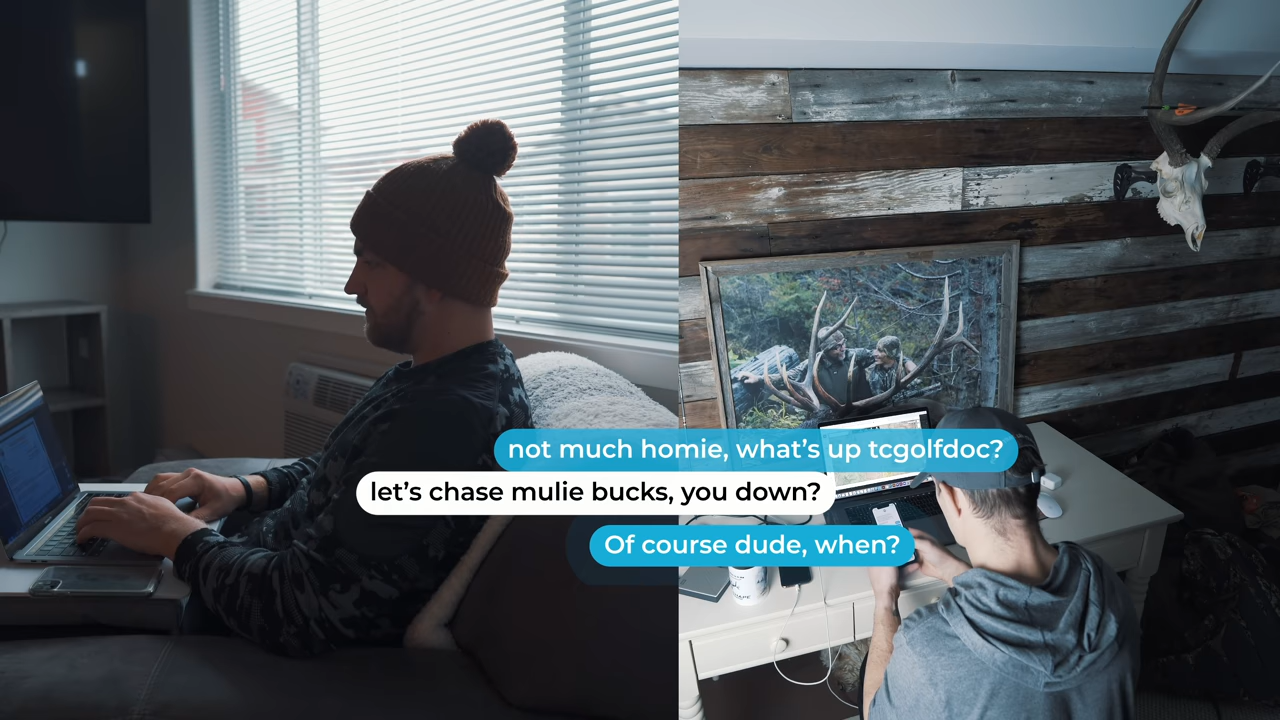 not much homie, what's up tcgolfdoc?
let's chase mulie bucks, you down?
Of course dude, when?